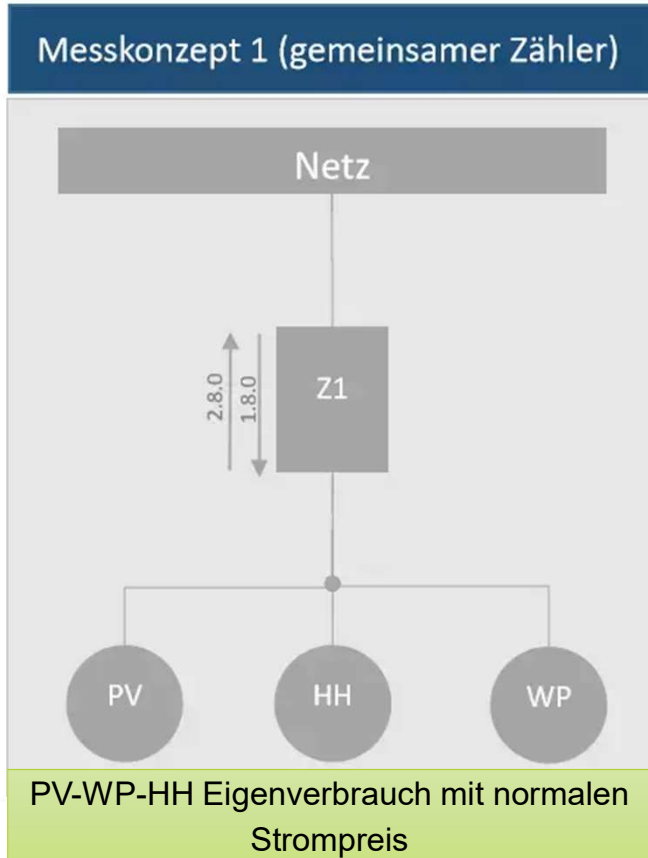 Messkonzept 1 (gemeinsamer Zähler)
Netz
Z1
2.8.0
1.8.0
PV
HH
WP
PV-WP-HH Eigenverbrauch mit normalen
Strompreis